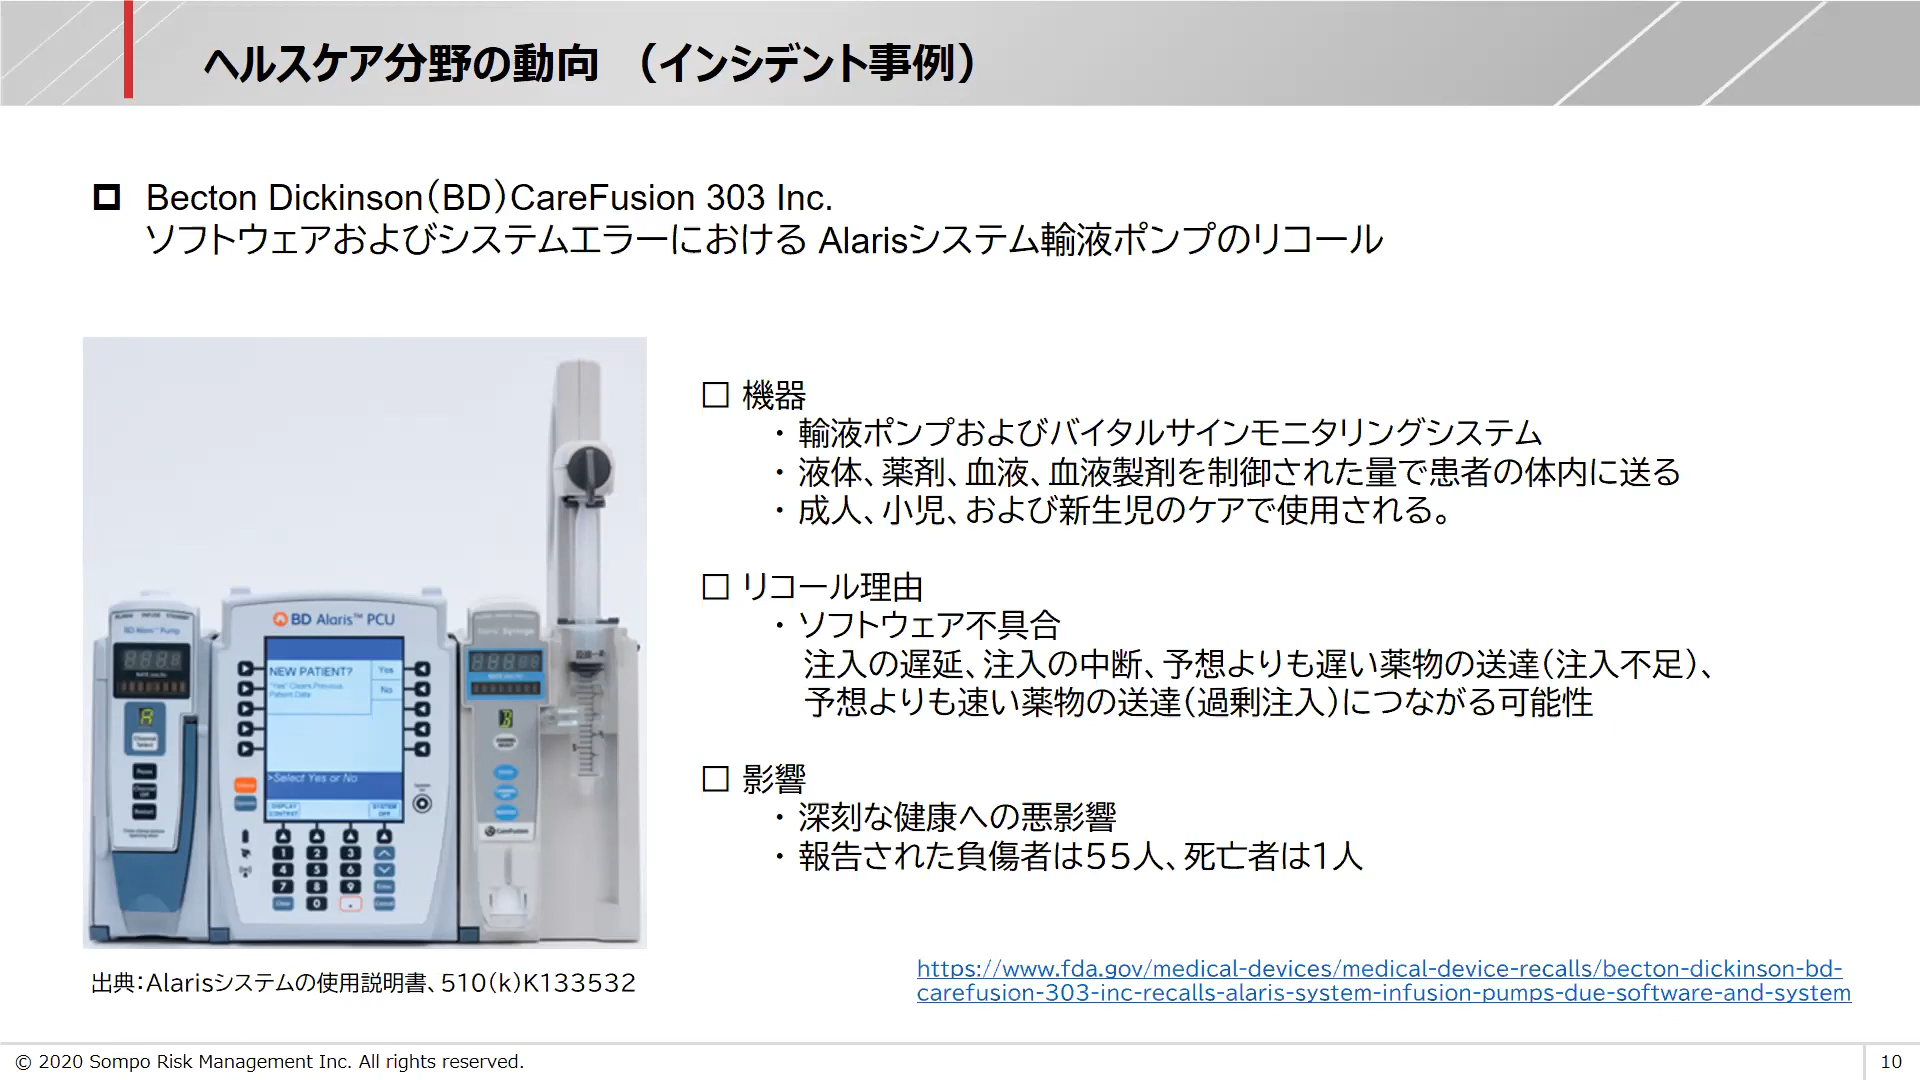 ヘルスケア分野の動向 （インシデント事例）
Becton Dickinson（BD）CareFusion 303 Inc.
ソフトウェアおよびシステムエラーにおける Alarisシステム輸液ポンプのリコール
□ 機器
・ 輸液ポンプおよびバイタルサインモニタリングシステム
・ 液体、薬剤、血液、血液製剤を制御された量で患者の体内に送る
・ 成人、小児、および新生児のケアで使用される。
□ リコール理由
・ ソフトウェア不具合
注入の遅延、注入の中断、予想よりも遅い薬物の送達（注入不足）、
予想よりも速い薬物の送達（過剰注入）につながる可能性
□ 影響
・ 深刻な健康への悪影響
・ 報告された負傷者は55人、死亡者は1人
BD Alaris™ PCU
NEW PATIENT?
Yes
"Yes" Clears Previous
Patient Data
No
>Select Yes or No
DISPLAY
CONTRAST
SYSTEM
OFF
A
B
Channel
Select
CareFusion
1 2 3
4 5 6
7 8 9
0 .
出典：Alarisシステムの使用説明書、510（k）K133532
https://www.fda.gov/medical-devices/medical-device-recalls/becton-dickinson-bd-
carefusion-303-inc-recalls-alaris-system-infusion-pumps-due-software-and-system
© 2020 Sompo Risk Management Inc. All rights reserved.
10